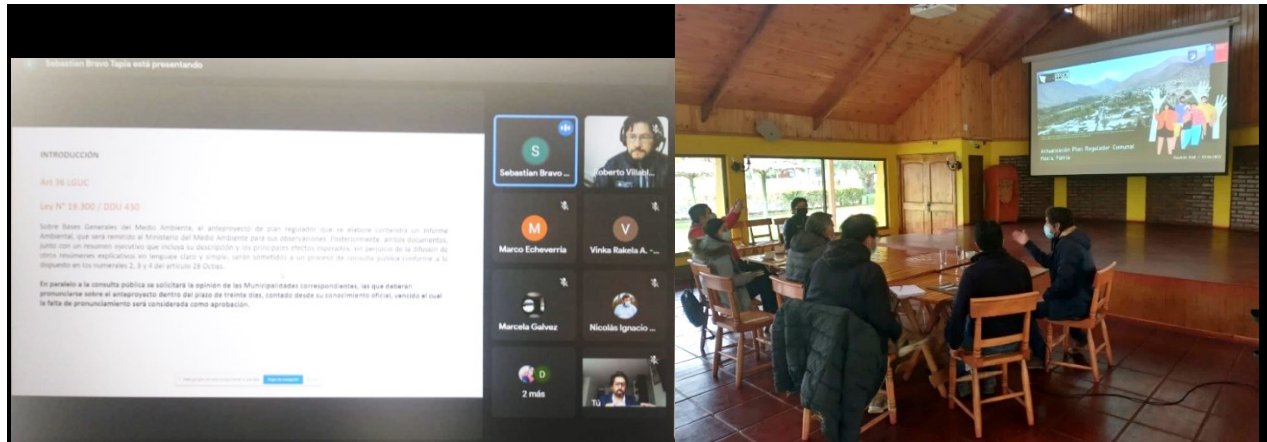 Sebastian Bravo Tapia está presentando
INTRODUCCIÓN
Art 36 LGUC
Ley N° 19.300 / DDU 430
Sobre Bases Generales del Medio Ambiente, el anteproyecto de plan regulador que se elabore contendrá un Informe
Ambiental, que será remitido al Ministerio del Medio Ambiente para sus observaciones. Posteriormente, ambos documentos,
junto con un resumen ejecutivo que incluya su descripción y los principales efectos esperados, sin perjuicio de la difusión de
otros resúmenes explicativos en lenguaje claro y simple, serán sometidos a un proceso de consulta pública conforme a lo
dispuesto en los numerales 2, 3 y 4 del artículo 28 Octies.
En paralelo a la consulta pública se solicitará la opinión de las Municipalidades correspondientes, las que deberán
pronunciarse sobre el anteproyecto dentro del plazo de treinta días, contado desde su conocimiento oficial, vencido el cual
la falta de pronunciamiento será considerada como aprobación.
S
Sebastian Bravo ...
Roberto Villabl...
M
Marco Echeverria
V
Vinka Rakela A. -...
Marcela Galvez
Nicolás Ignacio ...
D
2 más
Tú
Actualización Plan Regulador Comunal